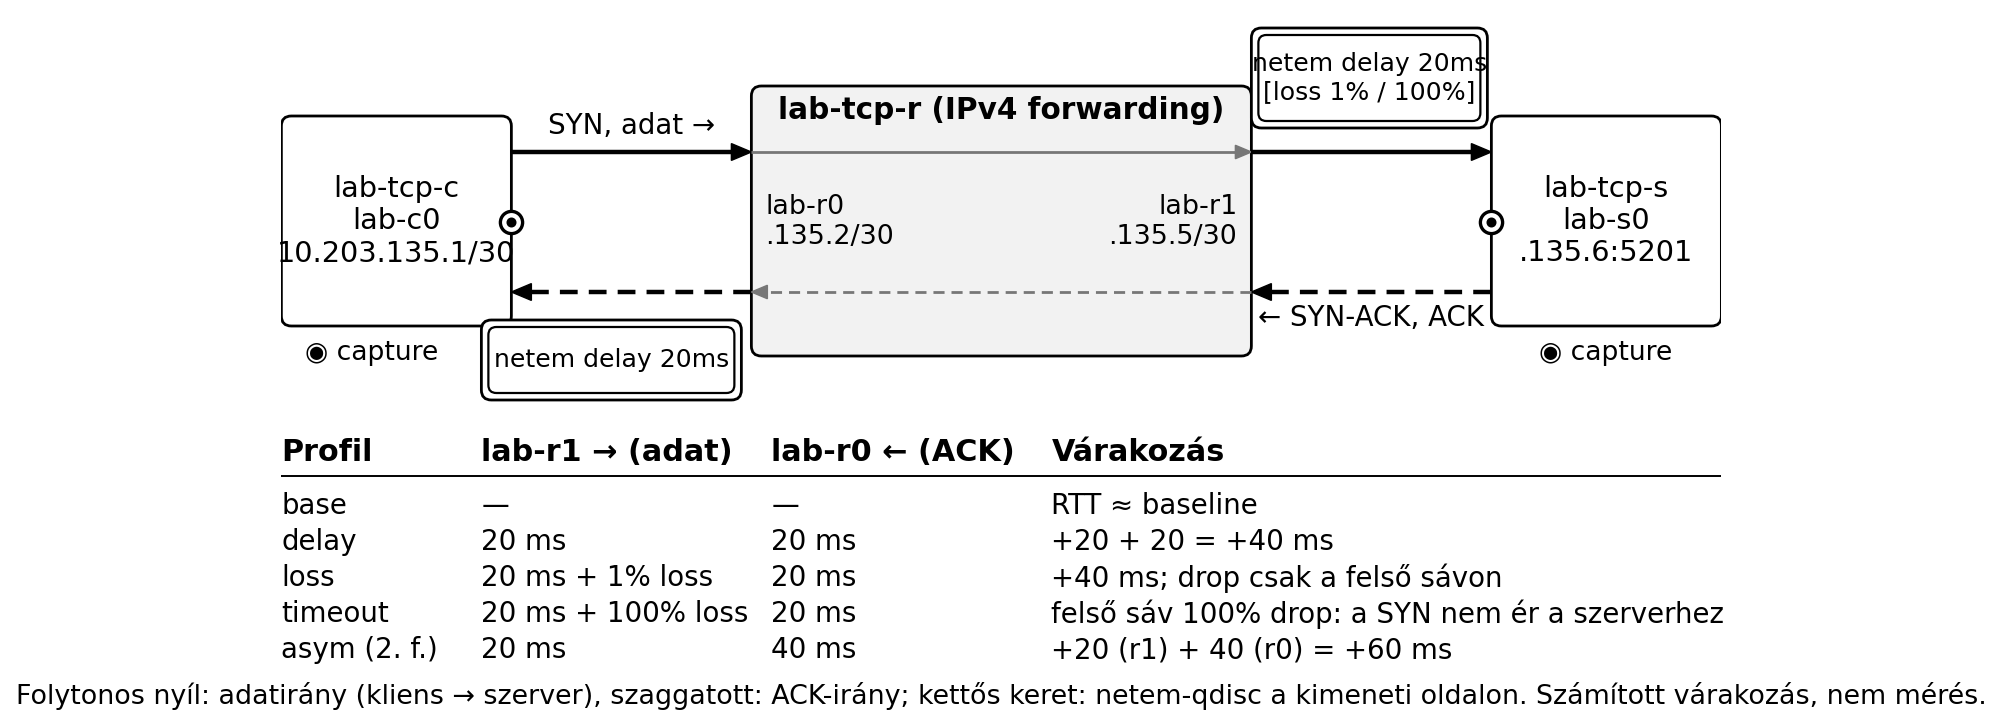 netem delay 20ms
[loss 1% / 100%]
lab-tcp-r (IPv4 forwarding)
SYN, adat →
lab-tcp-c
lab-c0
10.203.135.1/30
lab-r0
.135.2/30
lab-r1
.135.5/30
lab-tcp-s
lab-s0
.135.6:5201
← SYN-ACK, ACK
◉ capture
netem delay 20ms
◉ capture
Profil lab-r1 → (adat) lab-r0 ← (ACK) Várakozás
base — — RTT ≈ baseline
delay 20 ms 20 ms +20 + 20 = +40 ms
loss 20 ms + 1% loss 20 ms +40 ms; drop csak a felső sávon
timeout 20 ms + 100% loss 20 ms felső sáv 100% drop: a SYN nem ér a szerverhez
asym (2. f.) 20 ms 40 ms +20 (r1) + 40 (r0) = +60 ms
Folytonos nyíl: adatirány (kliens → szerver), szaggatott: ACK-irány; kettős keret: netem-qdisc a kimeneti oldalon. Számított várakozás, nem mérés.